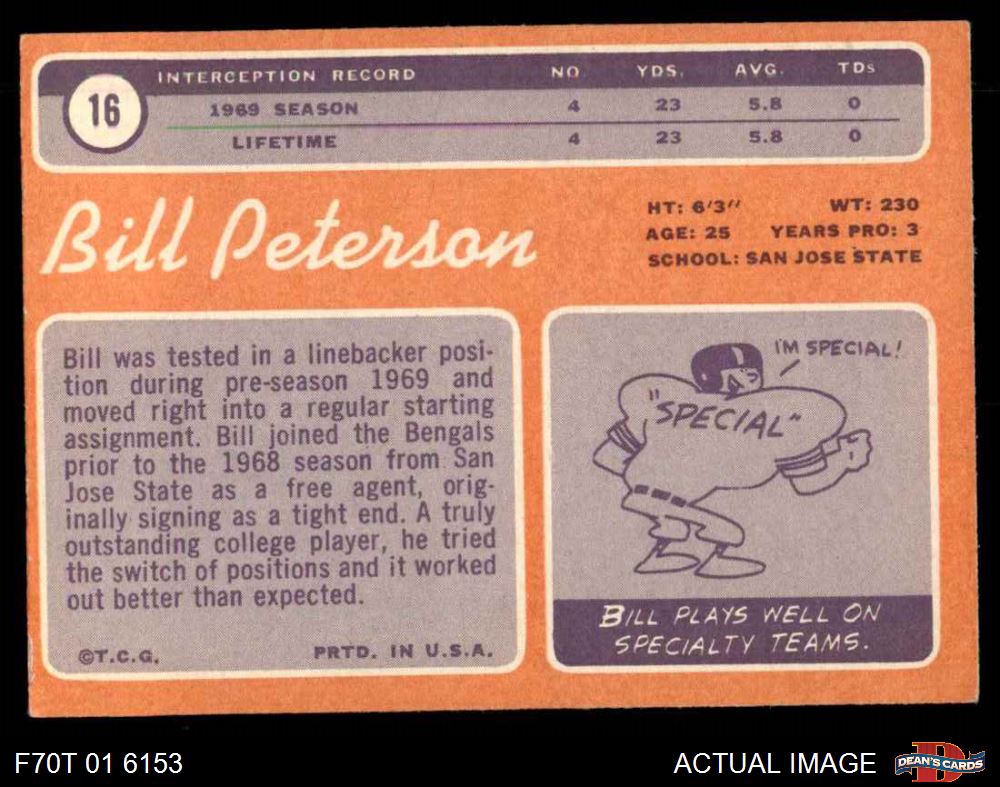 16
INTERCEPTION RECORD NO YDS. AVG. TDs
1969 SEASON 4 23 5.8 0
LIFETIME 4 23 5.8 0
Bill Peterson
HT: 6'3" WT: 230
AGE: 25 YEARS PRO: 3
SCHOOL: SAN JOSE STATE
Bill was tested in a linebacker posi-
tion during pre-season 1969 and
moved right into a regular starting
assignment. Bill joined the Bengals
prior to the 1968 season from San
Jose State as a free agent, orig-
inally signing as a tight end. A truly
outstanding college player, he tried
the switch of positions and it worked
out better than expected.
©T.C.G. PRTD. IN U.S.A.
I'M SPECIAL!
"SPECIAL"
BILL PLAYS WELL ON
SPECIALTY TEAMS.
F70T 01 6153 ACTUAL IMAGE
D
DEAN'S CARDS